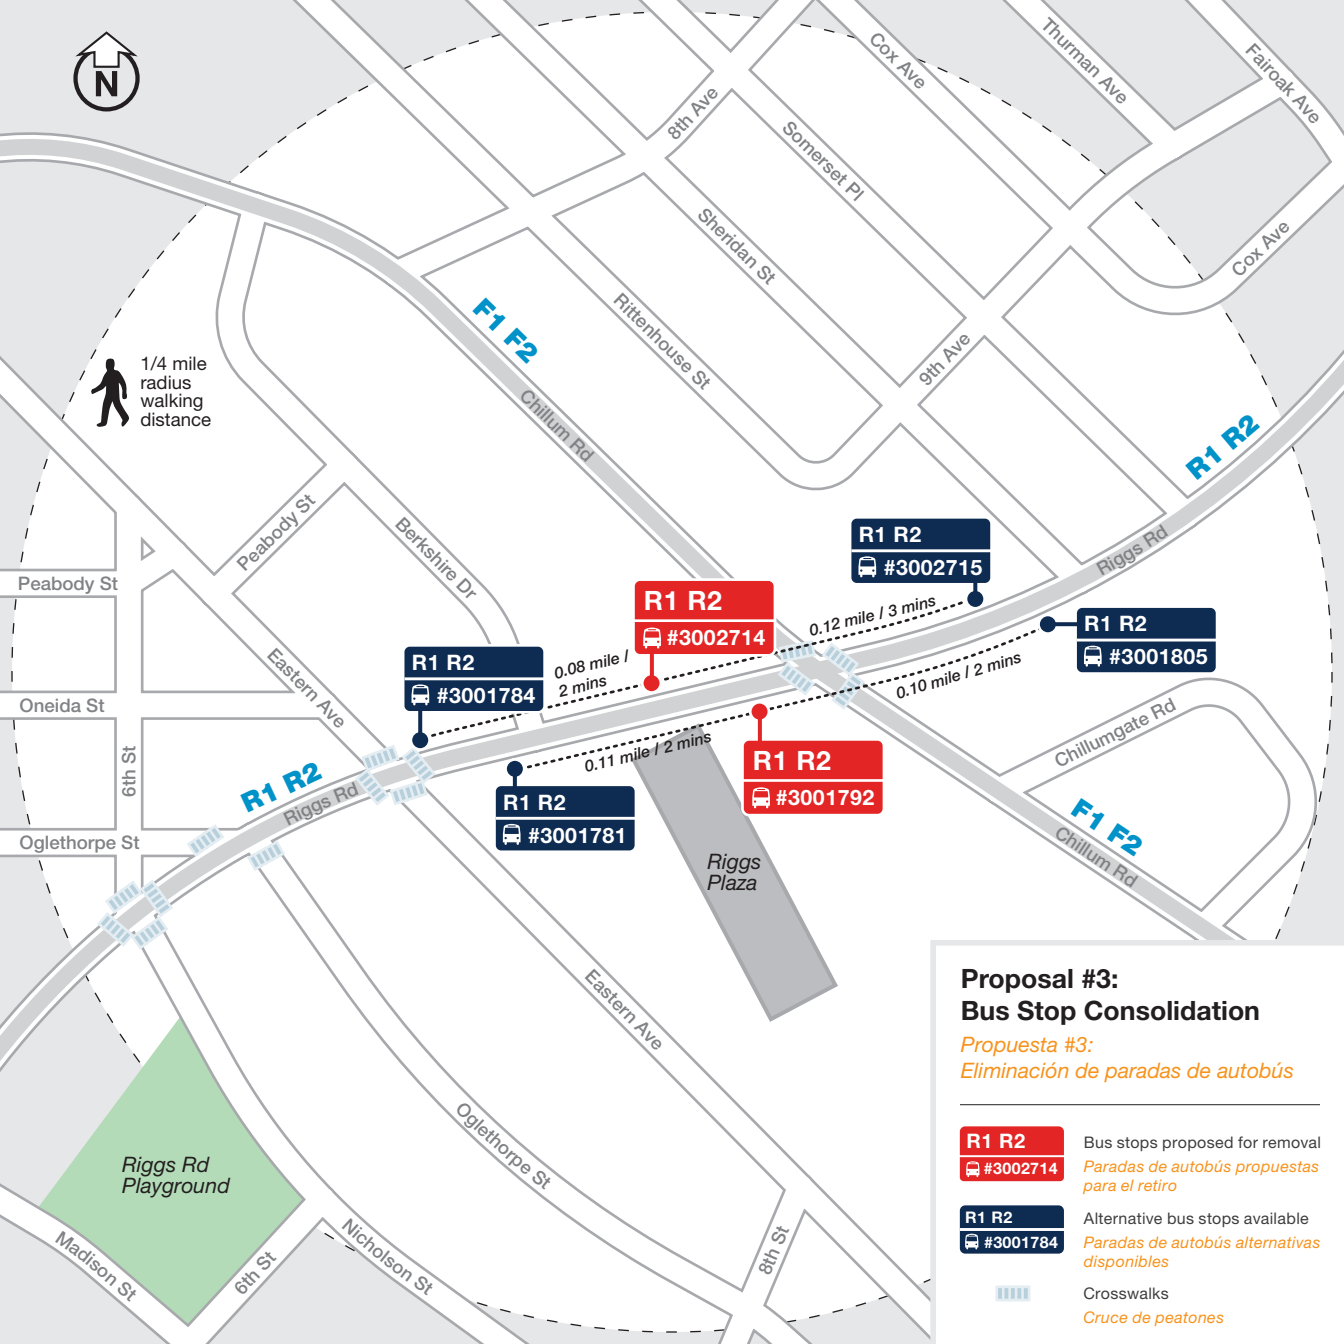 N
Cox Ave
Thurman Ave
Fairoak Ave
8th Ave
Somerset Pl
Sheridan St
Cox Ave
F1 F2
Rittenhouse St
9th Ave
1/4 mile
radius
walking
distance
Chillum Rd
R1 R2
Peabody St
Berkshire Dr
R1 R2
#3002715
Riggs Rd
Peabody St
R1 R2
#3002714
0.12 mile / 3 mins
R1 R2
#3001805
R1 R2
#3001784
0.08 mile /
2 mins
0.10 mile / 2 mins
Eastern Ave
Oneida St
Chillumgate Rd
0.11 mile / 2 mins
R1 R2
#3001792
6th St
R1 R2
Riggs Rd
R1 R2
#3001781
F1 F2
Chillum Rd
Oglethorpe St
Riggs
Plaza
Eastern Ave
Oglethorpe St
Riggs Rd
Playground
Madison St
6th St
Nicholson St
8th St
Proposal #3:
Bus Stop Consolidation
Propuesta #3:
Eliminación de paradas de autobús
R1 R2
#3002714
Bus stops proposed for removal
Paradas de autobús propuestas
para el retiro
R1 R2
#3001784
Alternative bus stops available
Paradas de autobús alternativas
disponibles
Crosswalks
Cruce de peatones